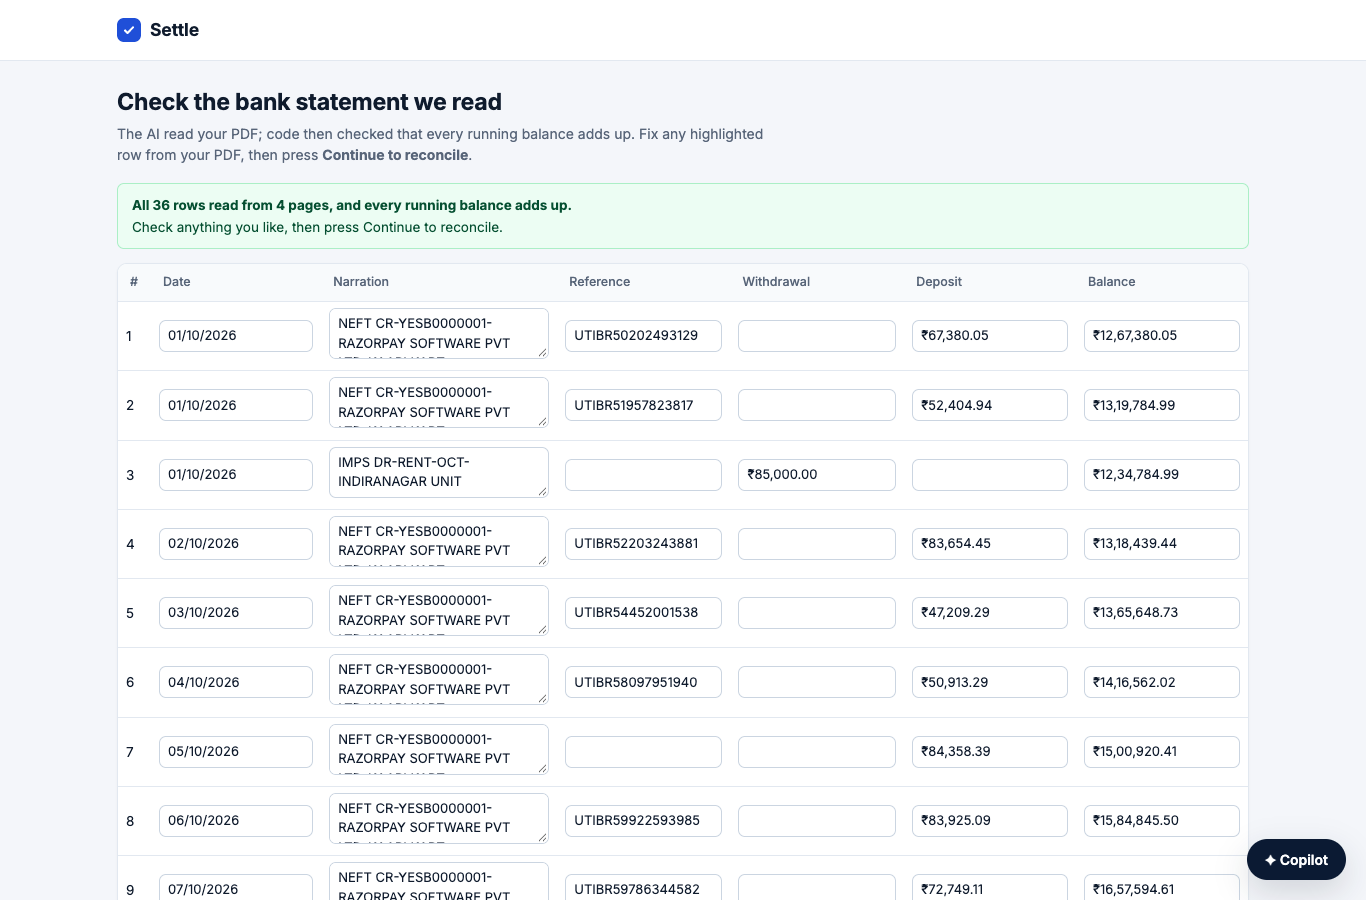 Settle
Check the bank statement we read
The AI read your PDF; code then checked that every running balance adds up. Fix any highlighted
row from your PDF, then press Continue to reconcile.
All 36 rows read from 4 pages, and every running balance adds up.
Check anything you like, then press Continue to reconcile.
# Date Narration Reference Withdrawal Deposit Balance
1 01/10/2026 NEFT CR-YESB0000001- UTIBR50202493129 ₹67,380.05 ₹12,67,380.05
RAZORPAY SOFTWARE PVT
2 01/10/2026 NEFT CR-YESB0000001- UTIBR51957823817 ₹52,404.94 ₹13,19,784.99
RAZORPAY SOFTWARE PVT
3 01/10/2026 IMPS DR-RENT-OCT- ₹85,000.00 ₹12,34,784.99
INDIRANAGAR UNIT
4 02/10/2026 NEFT CR-YESB0000001- UTIBR52203243881 ₹83,654.45 ₹13,18,439.44
RAZORPAY SOFTWARE PVT
5 03/10/2026 NEFT CR-YESB0000001- UTIBR54452001538 ₹47,209.29 ₹13,65,648.73
RAZORPAY SOFTWARE PVT
6 04/10/2026 NEFT CR-YESB0000001- UTIBR58097951940 ₹50,913.29 ₹14,16,562.02
RAZORPAY SOFTWARE PVT
7 05/10/2026 NEFT CR-YESB0000001- ₹84,358.39 ₹15,00,920.41
RAZORPAY SOFTWARE PVT
8 06/10/2026 NEFT CR-YESB0000001- UTIBR59922593985 ₹83,925.09 ₹15,84,845.50
RAZORPAY SOFTWARE PVT
9 07/10/2026 NEFT CR-YESB0000001- UTIBR59786344582 ₹72,749.11 ₹16,57,594.61
RAZORPAY SOFTWARE PVT
Copilot